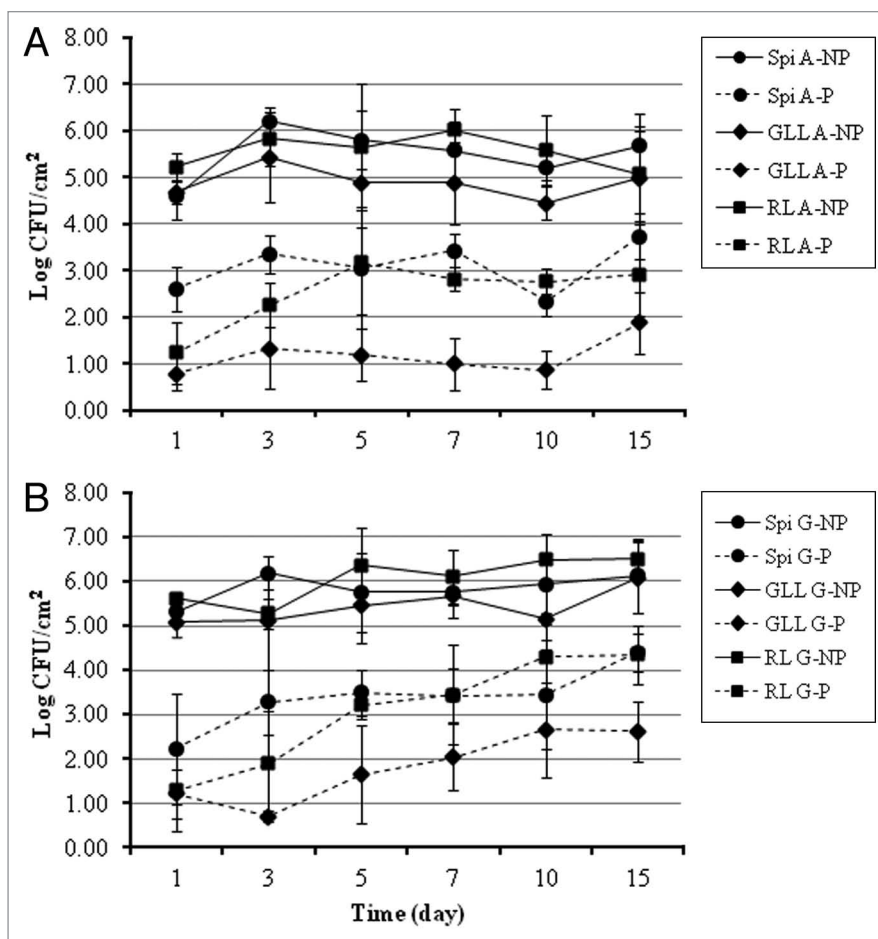 A
8.00
7.00
6.00
5.00
4.00
3.00
2.00
1.00
0.00
Log CFU/cm²
1 3 5 7 10 15
Spi A-NP
Spi A-P
GLL A-NP
GLL A-P
RL A-NP
RL A-P
B
8.00
7.00
6.00
5.00
4.00
3.00
2.00
1.00
0.00
Log CFU/cm²
1 3 5 7 10 15
Time (day)
Spi G-NP
Spi G-P
GLL G-NP
GLL G-P
RL G-NP
RL G-P